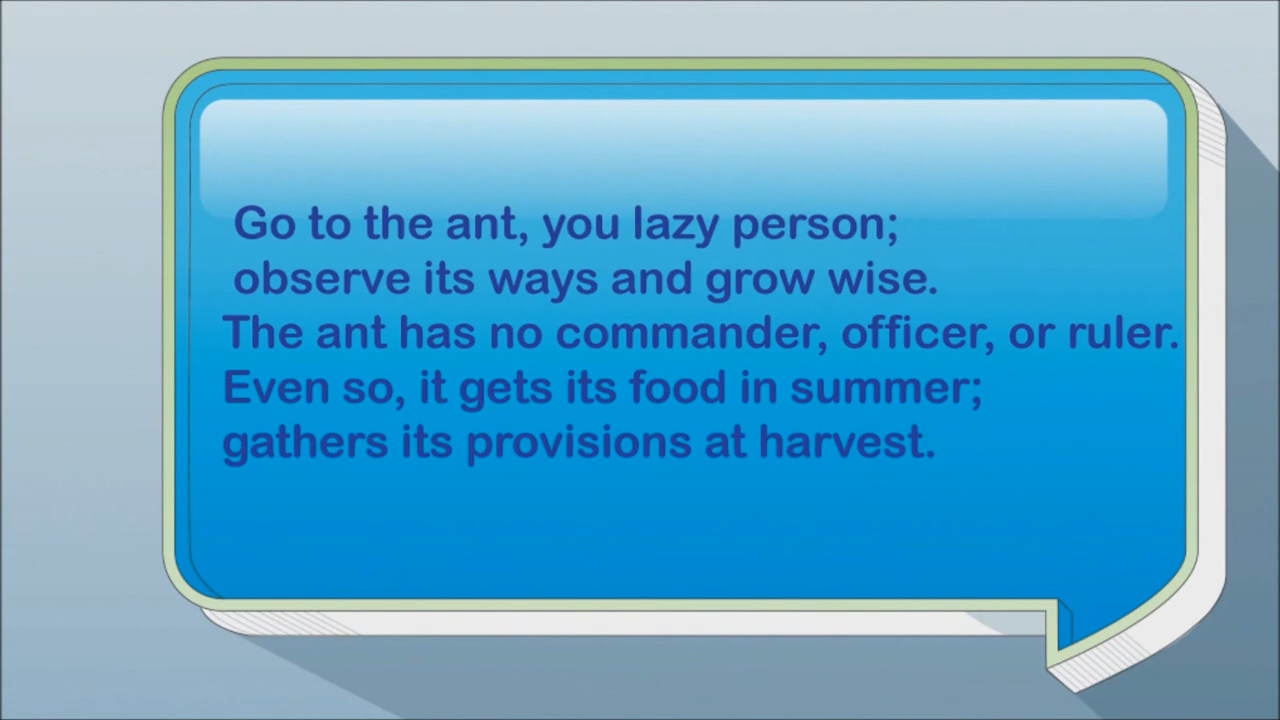 Go to the ant, you lazy person;
observe its ways and grow wise.
The ant has no commander, officer, or ruler.
Even so, it gets its food in summer;
gathers its provisions at harvest.